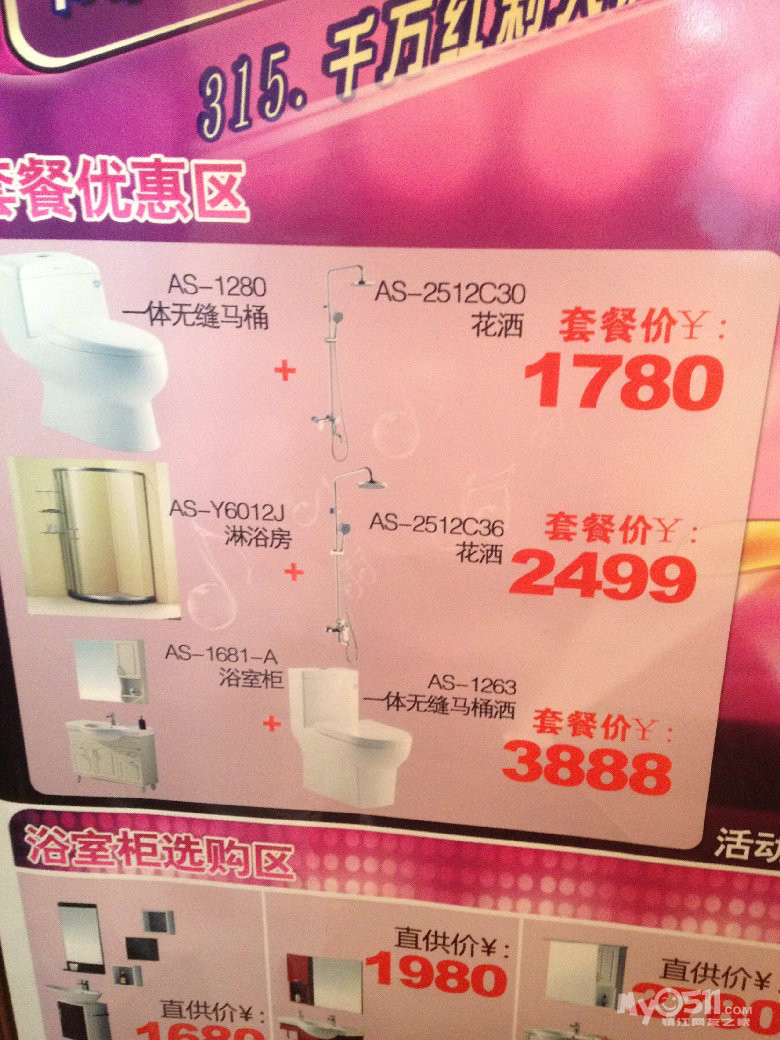 315.千万红利
套餐优惠区
AS-1280
一体无缝马桶
+
AS-2512C30
花洒
套餐价¥:
1780
AS-Y6012J
淋浴房
+
AS-2512C36
花洒
套餐价¥:
2499
AS-1681-A
浴室柜
+
AS-1263
一体无缝马桶洒
套餐价¥:
3888
活动
浴室柜选购区
直供价¥:
1680
直供价¥:
1980
直供价¥:
My0511.COM
镇江网友之家